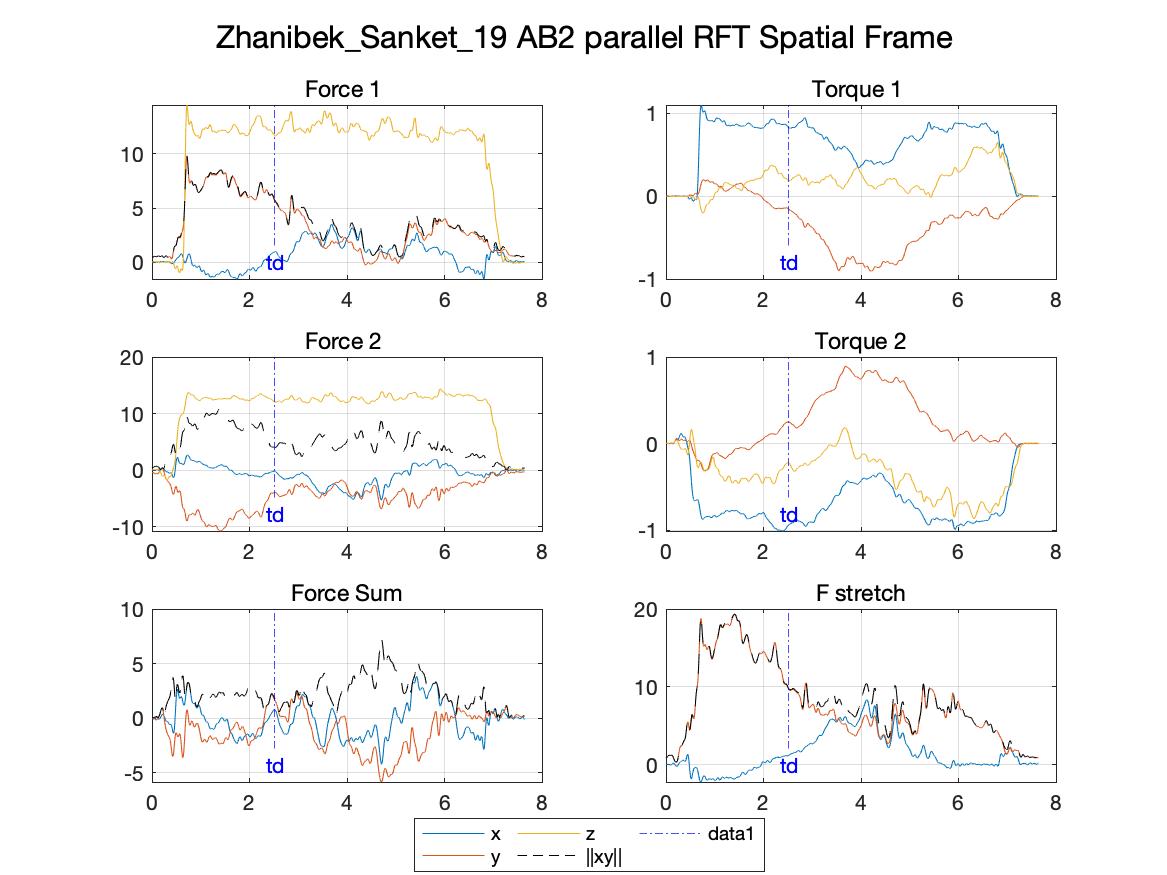 Zhanibek_Sanket_19 AB2 parallel RFT Spatial Frame
Force 1
10
5
0
td
0 2 4 6 8
Torque 1
1
0
-1
td
0 2 4 6 8
Force 2
20
10
0
-10
td
0 2 4 6 8
Torque 2
1
0
-1
td
0 2 4 6 8
Force Sum
10
5
0
-5
td
0 2 4 6 8
F stretch
20
10
0
td
0 2 4 6 8
x z data1
y ||xy||